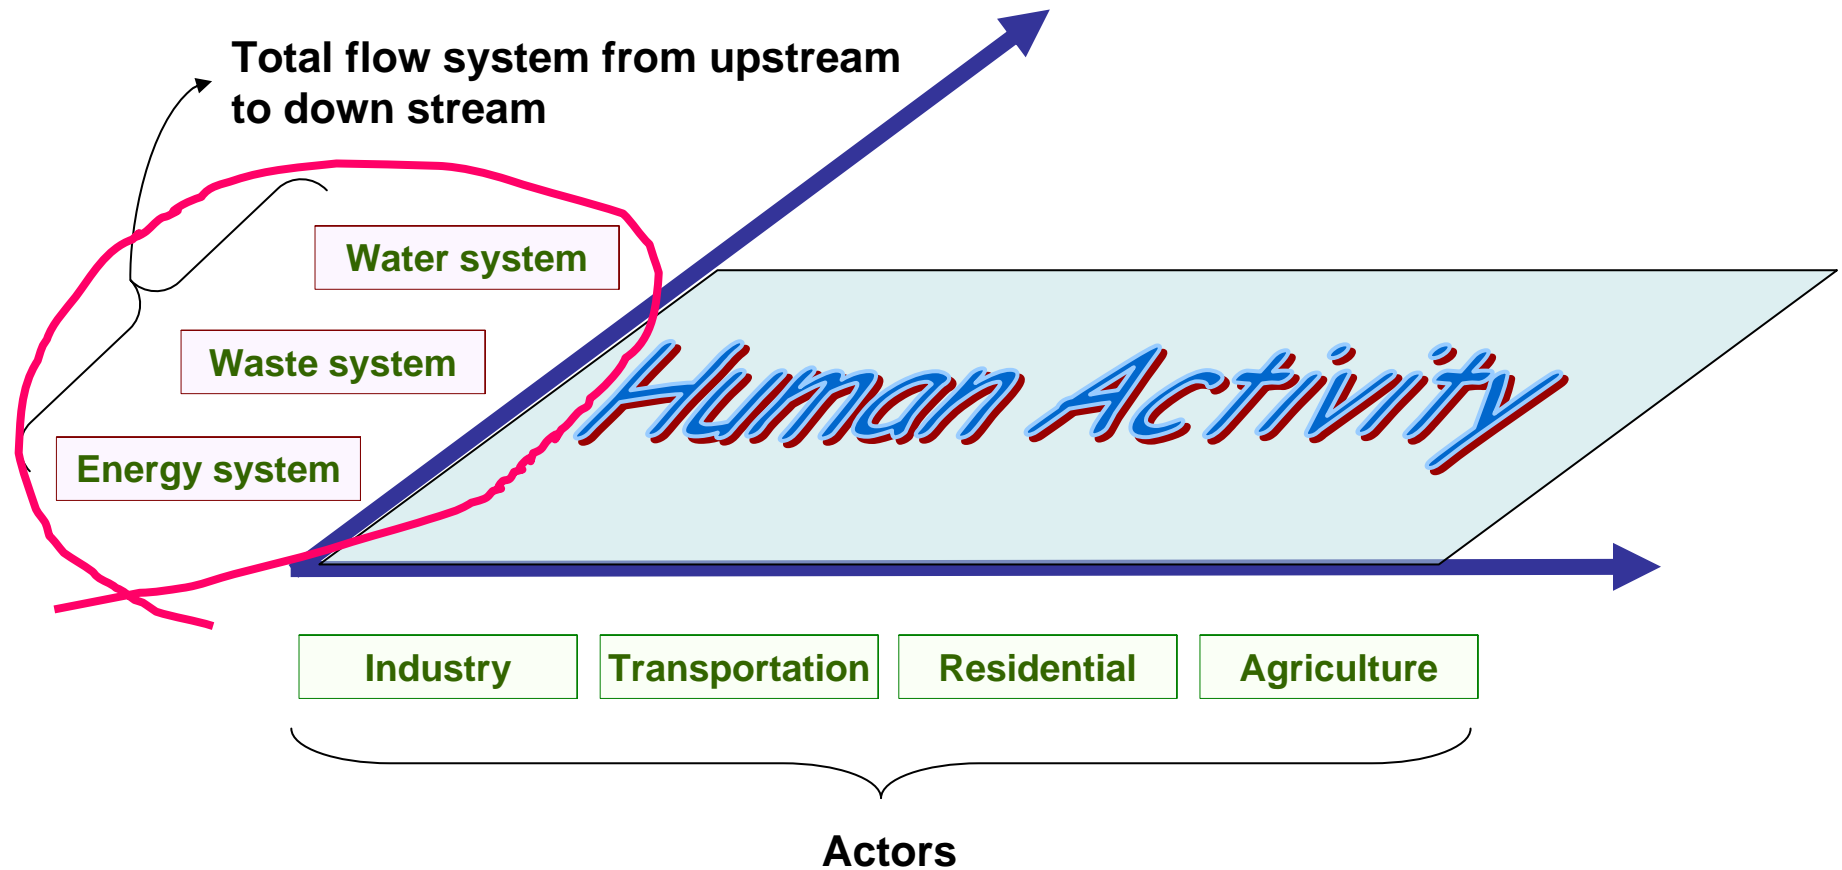 Total flow system from upstream
to down stream
Water system
Waste system
Energy system
Human Activity
Industry
Transportation
Residential
Agriculture
Actors